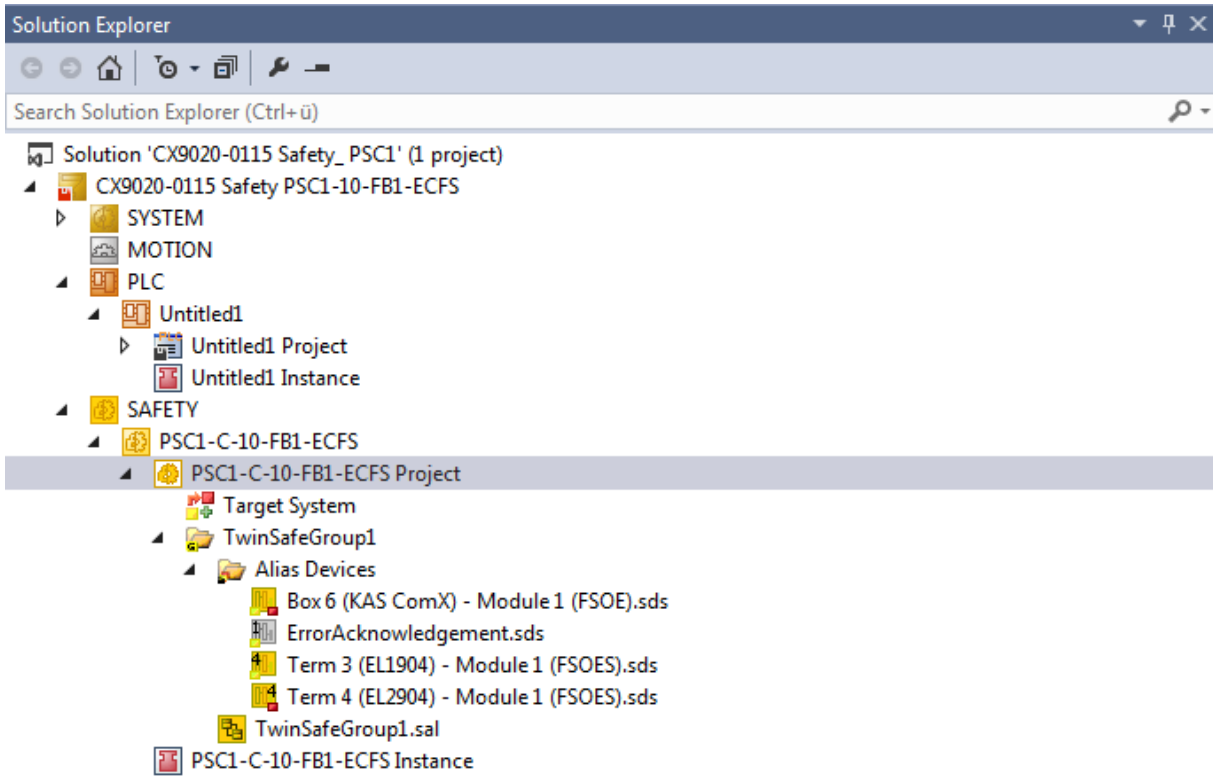 Solution Explorer
Search Solution Explorer (Ctrl+ü)
Solution 'CX9020-0115 Safety_ PSC1' (1 project)
CX9020-0115 Safety PSC1-10-FB1-ECFS
SYSTEM
MOTION
PLC
Untitled1
Untitled1 Project
Untitled1 Instance
SAFETY
PSC1-C-10-FB1-ECFS
PSC1-C-10-FB1-ECFS Project
Target System
TwinSafeGroup1
Alias Devices
Box 6 (KAS ComX) - Module 1 (FSOE).sds
ErrorAcknowledgement.sds
Term 3 (EL1904) - Module 1 (FSOES).sds
Term 4 (EL2904) - Module 1 (FSOES).sds
TwinSafeGroup1.sal
PSC1-C-10-FB1-ECFS Instance